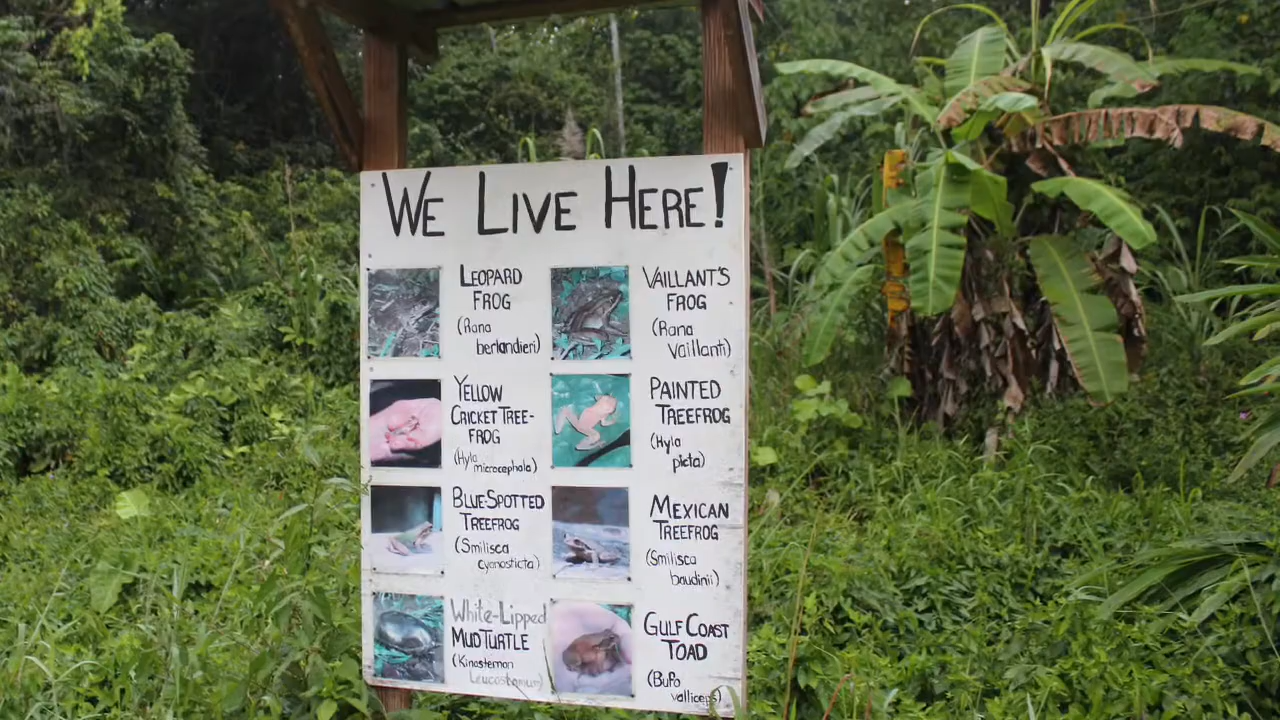 WE LIVE HERE!
LEOPARD
FROG
(Rana
berlandieri)
VAILLANT'S
FROG
(Rana
Vaillanti)
YELLOW
CRICKET TREE-
FROG
(Hyla
microcephala)
PAINTED
TREEFROG
(Hyla
picta)
BLUE-SPOTTED
TREEFROG
(Smilisca
cyanosticta)
MEXICAN
TREEFROG
(Smilisca
baudinii)
White-Lipped
MUD TURTLE
(Kinosternon
Leucostomum)
GULF COAST
TOAD
(Bufo
valliceps)